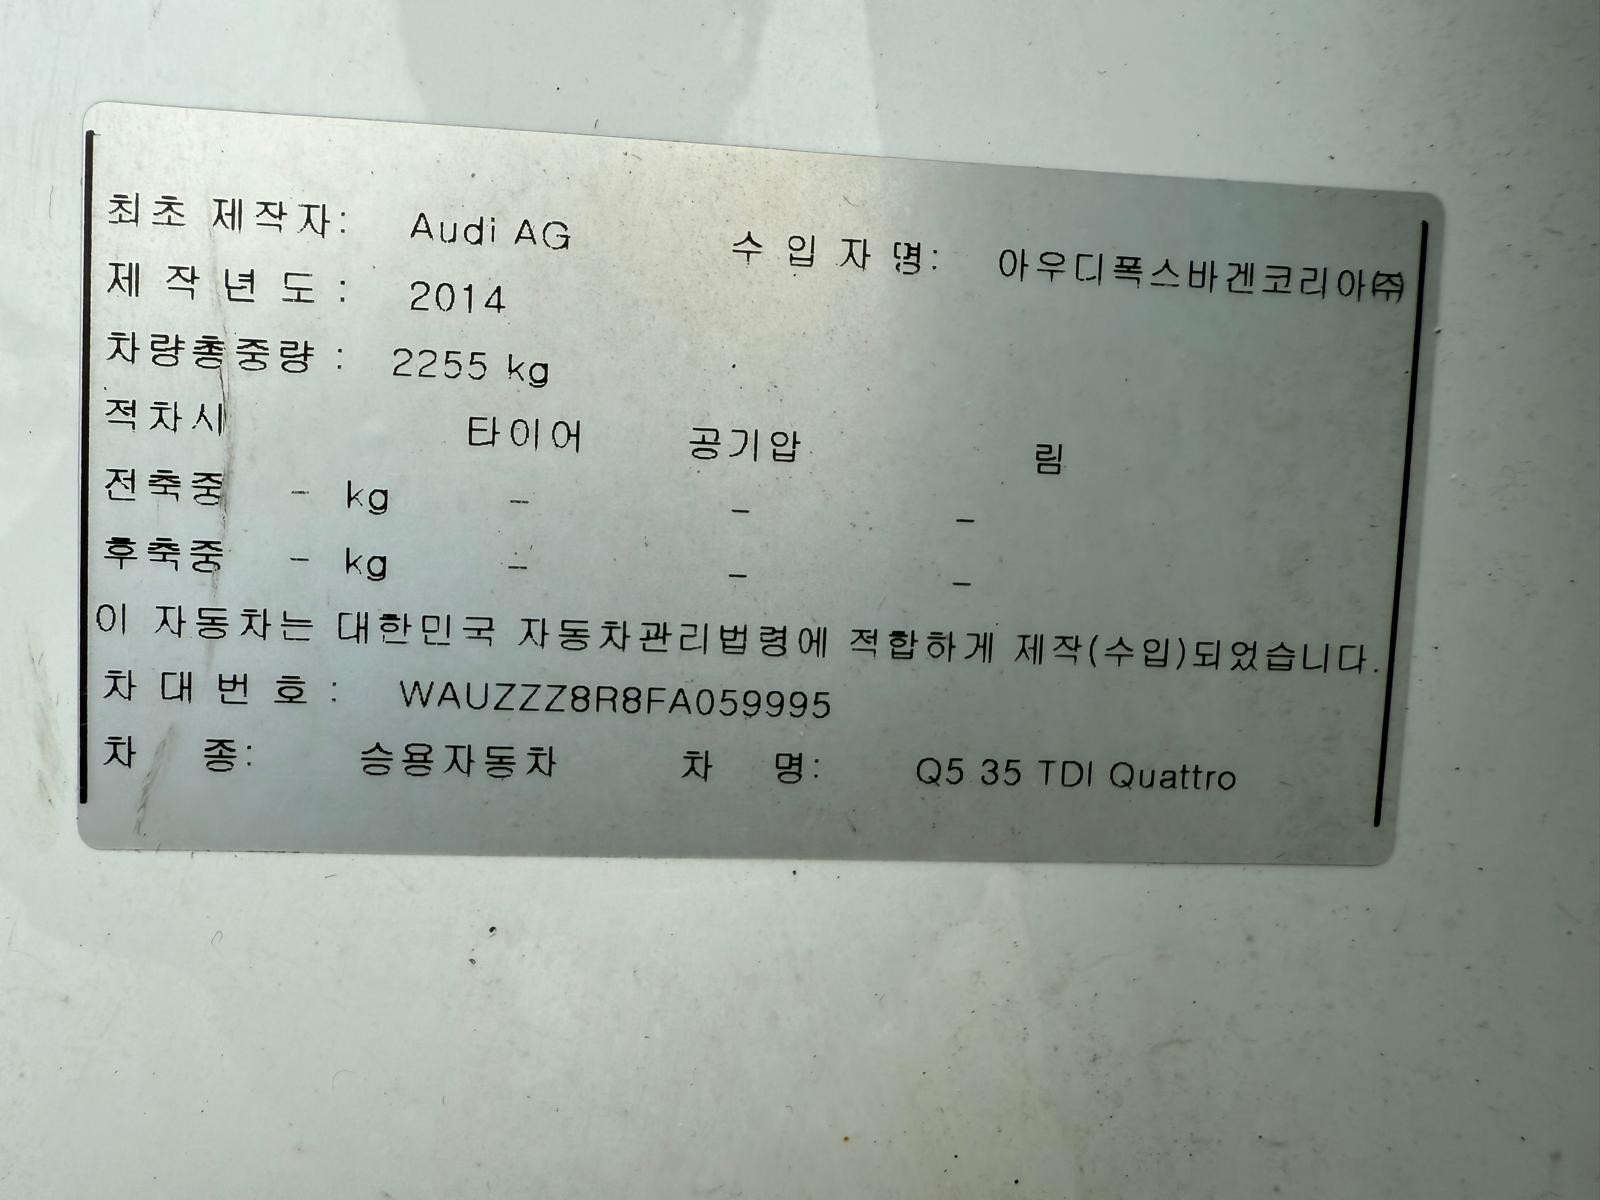 최초 제작자: Audi AG 수 입 자 명: 아우디폭스바겐코리아㈜
제 작 년 도 : 2014
차량총중량 : 2255 kg
적차시 타이어 공기압 림
전축중 - kg - - -
후축중 - kg - - -
이 자동차는 대한민국 자동차관리법령에 적합하게 제작(수입)되었습니다.
차 대 번 호 : WAUZZZ8R8FA059995
차 종: 승용자동차 차 명: Q5 35 TDI Quattro